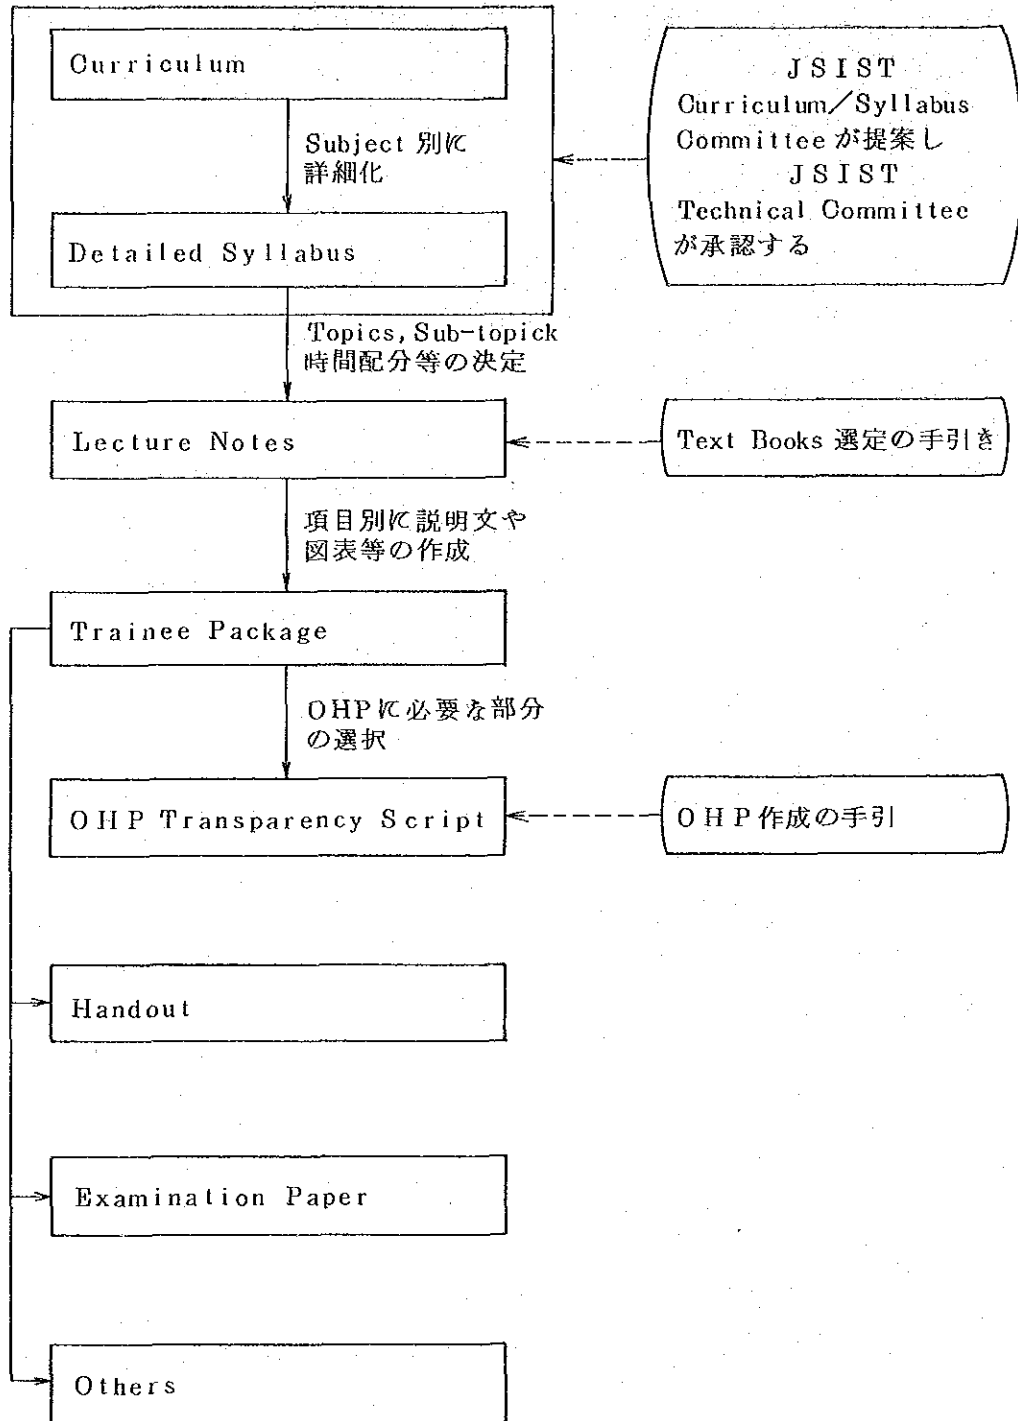 Curriculum
Subject 別に
詳細化
Detailed Syllabus
JSIST
Curriculum／Syllabus
Committee が提案し
JSIST
Technical Committee
が承認する
Topics, Sub-topick
時間配分等の決定
Lecture Notes
Text Books 選定の手引き
項目別に説明文や
図表等の作成
Trainee Package
OHPに必要な部分
の選択
OHP Transparency Script
OHP作成の手引
Handout
Examination Paper
Others